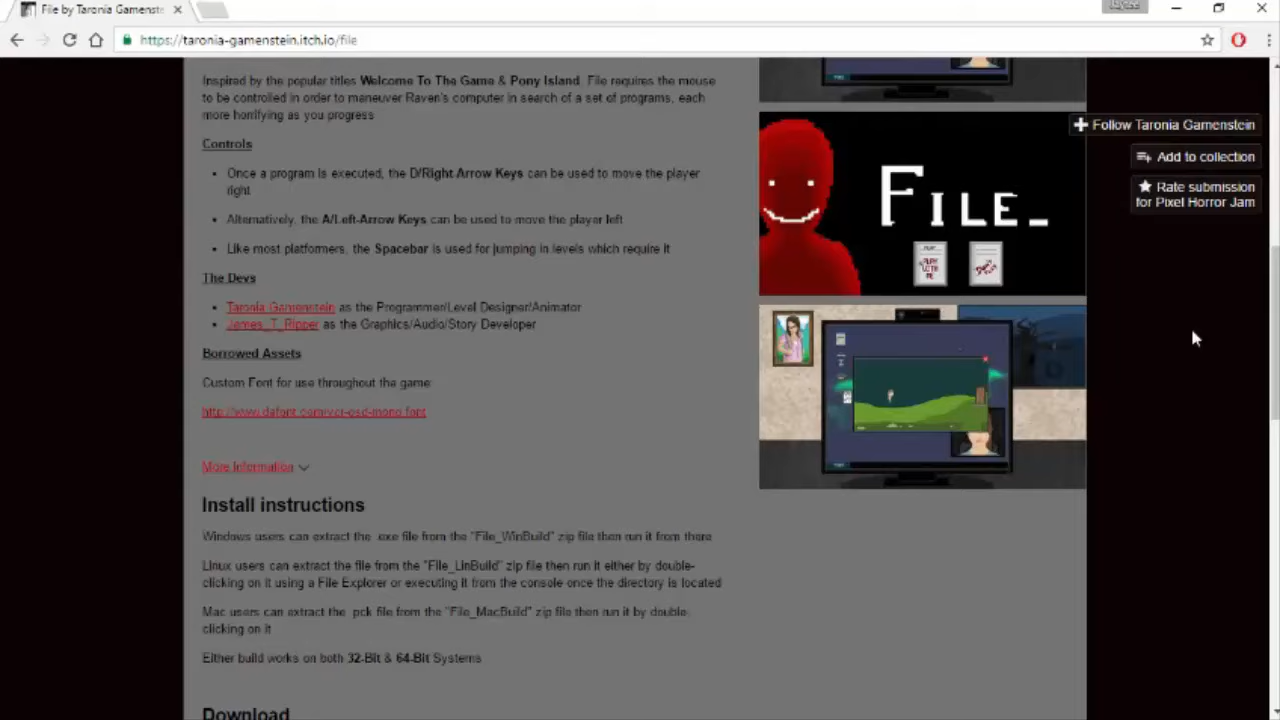 File by Taronia Gamenste
https://taronia-gamenstein.itch.io/file
Inspired by the popular titles Welcome To The Game & Pony Island. File requires the mouse
to be controlled in order to maneuver Raven's computer in search of a set of programs, each
more horrifying as you progress
Controls
Once a program is executed, the D/Right-Arrow Keys can be used to move the player
right
Alternatively, the A/Left-Arrow Keys can be used to move the player left
Like most platformers, the Spacebar is used for jumping in levels which require it
The Devs
Taronia Gamenstein as the Programmer/Level Designer/Animator
James_T_Ripper as the Graphics/Audio/Story Developer
Borrowed Assets
Custom Font for use throughout the game:
http://www.dafont.com/vcr-osd-mono.font
More information
Install instructions
Windows users can extract the .exe file from the "File_WinBuild" zip file then run it from there
Linux users can extract the file from the "File_LinBuild" zip file then run it either by double-
clicking on it using a File Explorer or executing it from the console once the directory is located
Mac users can extract the .pck file from the "File_MacBuild" zip file then run it by double-
clicking on it
Either build works on both 32-Bit & 64-Bit Systems
Download
FILE_
Follow Taronia Gamenstein
Add to collection
Rate submission
for Pixel Horror Jam